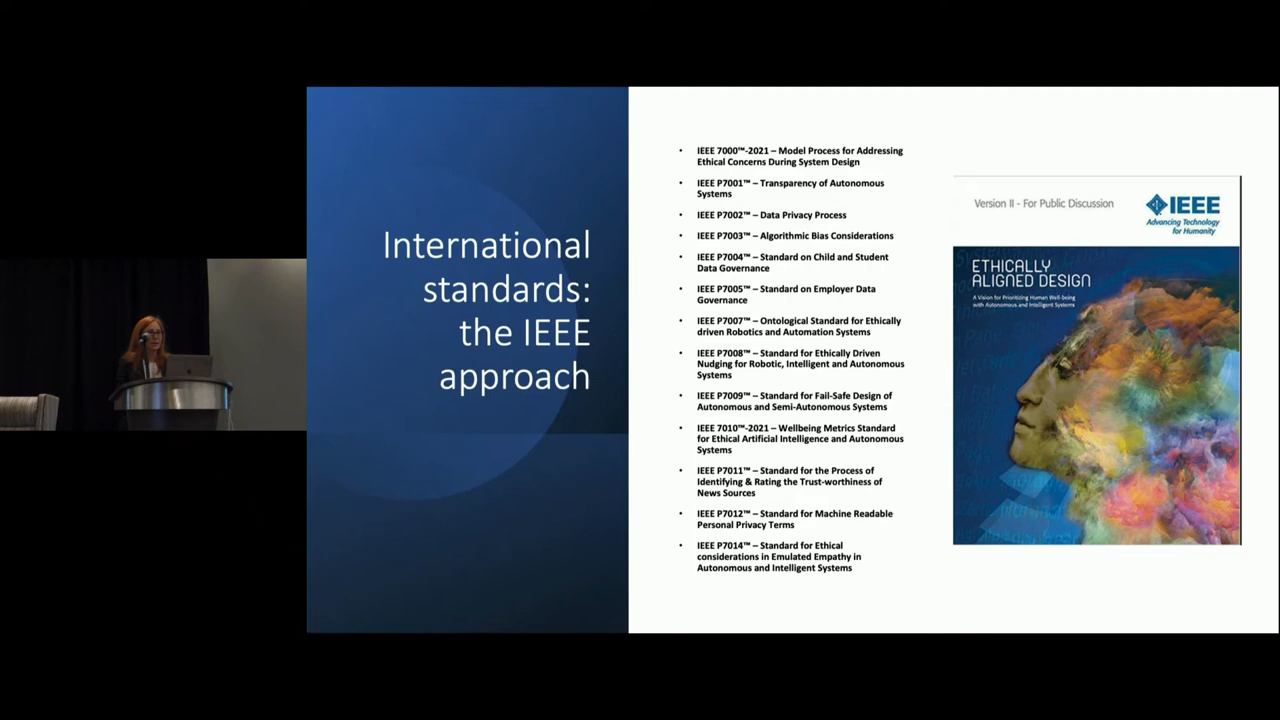 International
standards:
the IEEE
approach
• IEEE 7000™-2021 – Model Process for Addressing
Ethical Concerns During System Design
• IEEE P7001™ – Transparency of Autonomous
Systems
• IEEE P7002™ – Data Privacy Process
• IEEE P7003™ – Algorithmic Bias Considerations
• IEEE P7004™ – Standard on Child and Student
Data Governance
• IEEE P7005™ – Standard on Employer Data
Governance
• IEEE P7007™ – Ontological Standard for Ethically
driven Robotics and Automation Systems
• IEEE P7008™ – Standard for Ethically Driven
Nudging for Robotic, Intelligent and Autonomous
Systems
• IEEE P7009™ – Standard for Fail-Safe Design of
Autonomous and Semi-Autonomous Systems
• IEEE 7010™-2021 – Wellbeing Metrics Standard
for Ethical Artificial Intelligence and Autonomous
Systems
• IEEE P7011™ – Standard for the Process of
Identifying & Rating the Trust-worthiness of
News Sources
• IEEE P7012™ – Standard for Machine Readable
Personal Privacy Terms
• IEEE P7014™ – Standard for Ethical
considerations in Emulated Empathy in
Autonomous and Intelligent Systems
Version II - For Public Discussion
IEEE
Advancing Technology
for Humanity
ETHICALLY
ALIGNED DESIGN
A Vision for Prioritizing Human Well-being
with Autonomous and Intelligent Systems